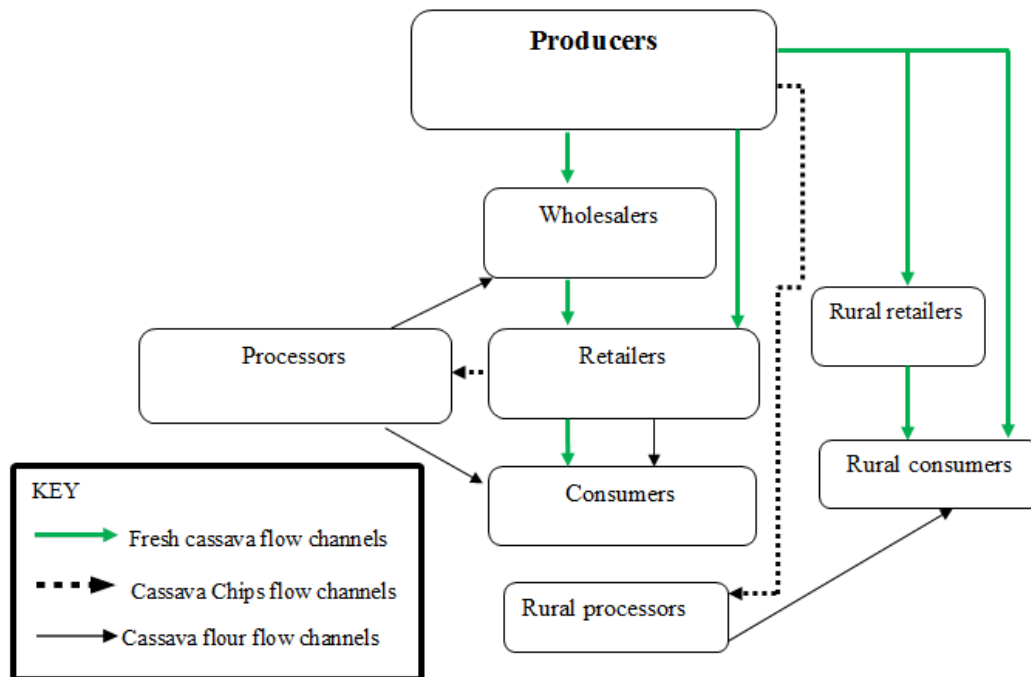 Producers
Wholesalers
Rural retailers
Processors
Retailers
Rural consumers
Consumers
Rural processors
KEY
Fresh cassava flow channels
Cassava Chips flow channels
Cassava flour flow channels